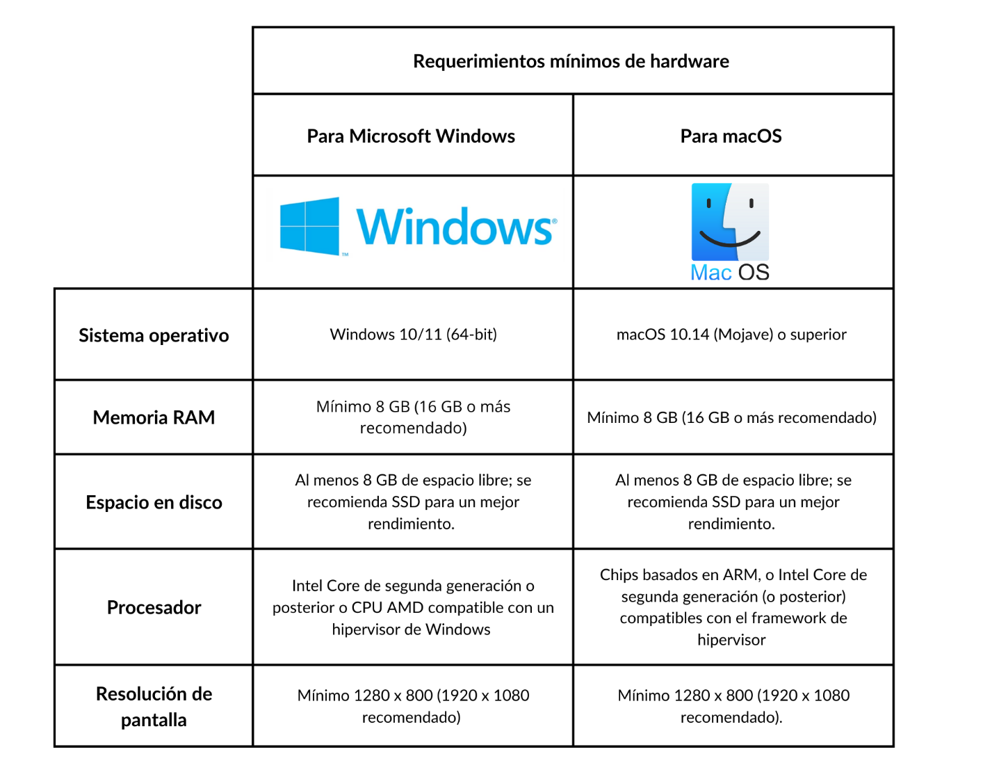 Requerimientos mínimos de hardware
Para Microsoft Windows
Para macOS
Windows®
™
Mac OS
Sistema operativo
Windows 10/11 (64-bit)
macOS 10.14 (Mojave) o superior
Memoria RAM
Mínimo 8 GB (16 GB o más
recomendado)
Mínimo 8 GB (16 GB o más recomendado)
Espacio en disco
Al menos 8 GB de espacio libre; se
recomienda SSD para un mejor
rendimiento.
Al menos 8 GB de espacio libre; se
recomienda SSD para un mejor
rendimiento.
Procesador
Intel Core de segunda generación o
posterior o CPU AMD compatible con un
hipervisor de Windows
Chips basados en ARM, o Intel Core de
segunda generación (o posterior)
compatibles con el framework de
hipervisor
Resolución de
pantalla
Mínimo 1280 x 800 (1920 x 1080
recomendado)
Mínimo 1280 x 800 (1920 x 1080
recomendado).